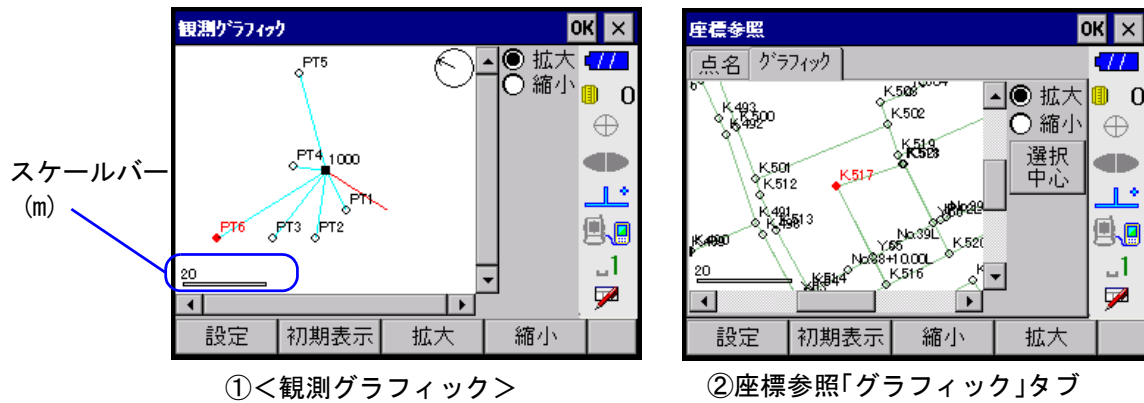 観測グラフィック OK ×
拡大
縮小
0
PT5
PT4 1000
PT1
PT6 PT3 PT2
20
1
設定 初期表示 拡大 縮小
スケールバー
(m)
①<観測グラフィック>
座標参照 OK ×
点名 グラフィック
拡大
縮小
選択
中心
0
K.508
K.493
K.500
K.492
K.502
K.519
K.501
K.512
K.517
K.491
K.513
No.39L
Y.65
K.520
No.38+10.00L
K.514
K.516
20
1
設定 初期表示 縮小 拡大
②座標参照「グラフィック」タブ